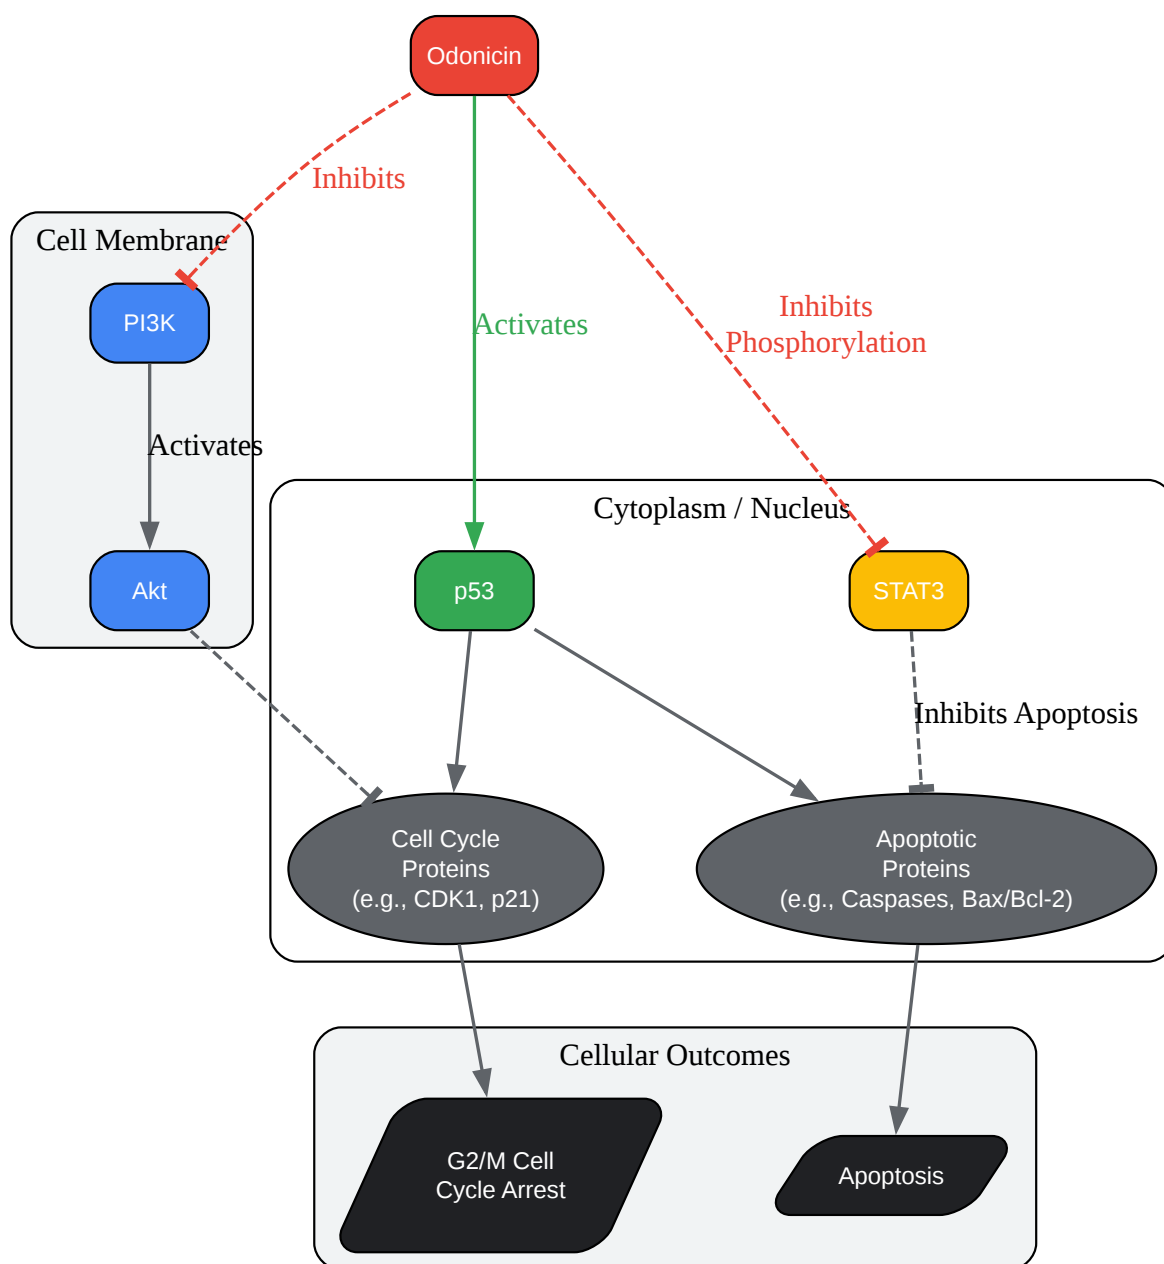 Odonicin
Inhibits
Cell Membrane
PI3K
Activates
Inhibits
Phosphorylation
Activates
Cytoplasm / Nucleus
Akt
p53
STAT3
Inhibits Apoptosis
Cell Cycle
Proteins
(e.g., CDK1, p21)
Apoptotic
Proteins
(e.g., Caspases, Bax/Bcl-2)
Cellular Outcomes
G2/M Cell
Cycle Arrest
Apoptosis